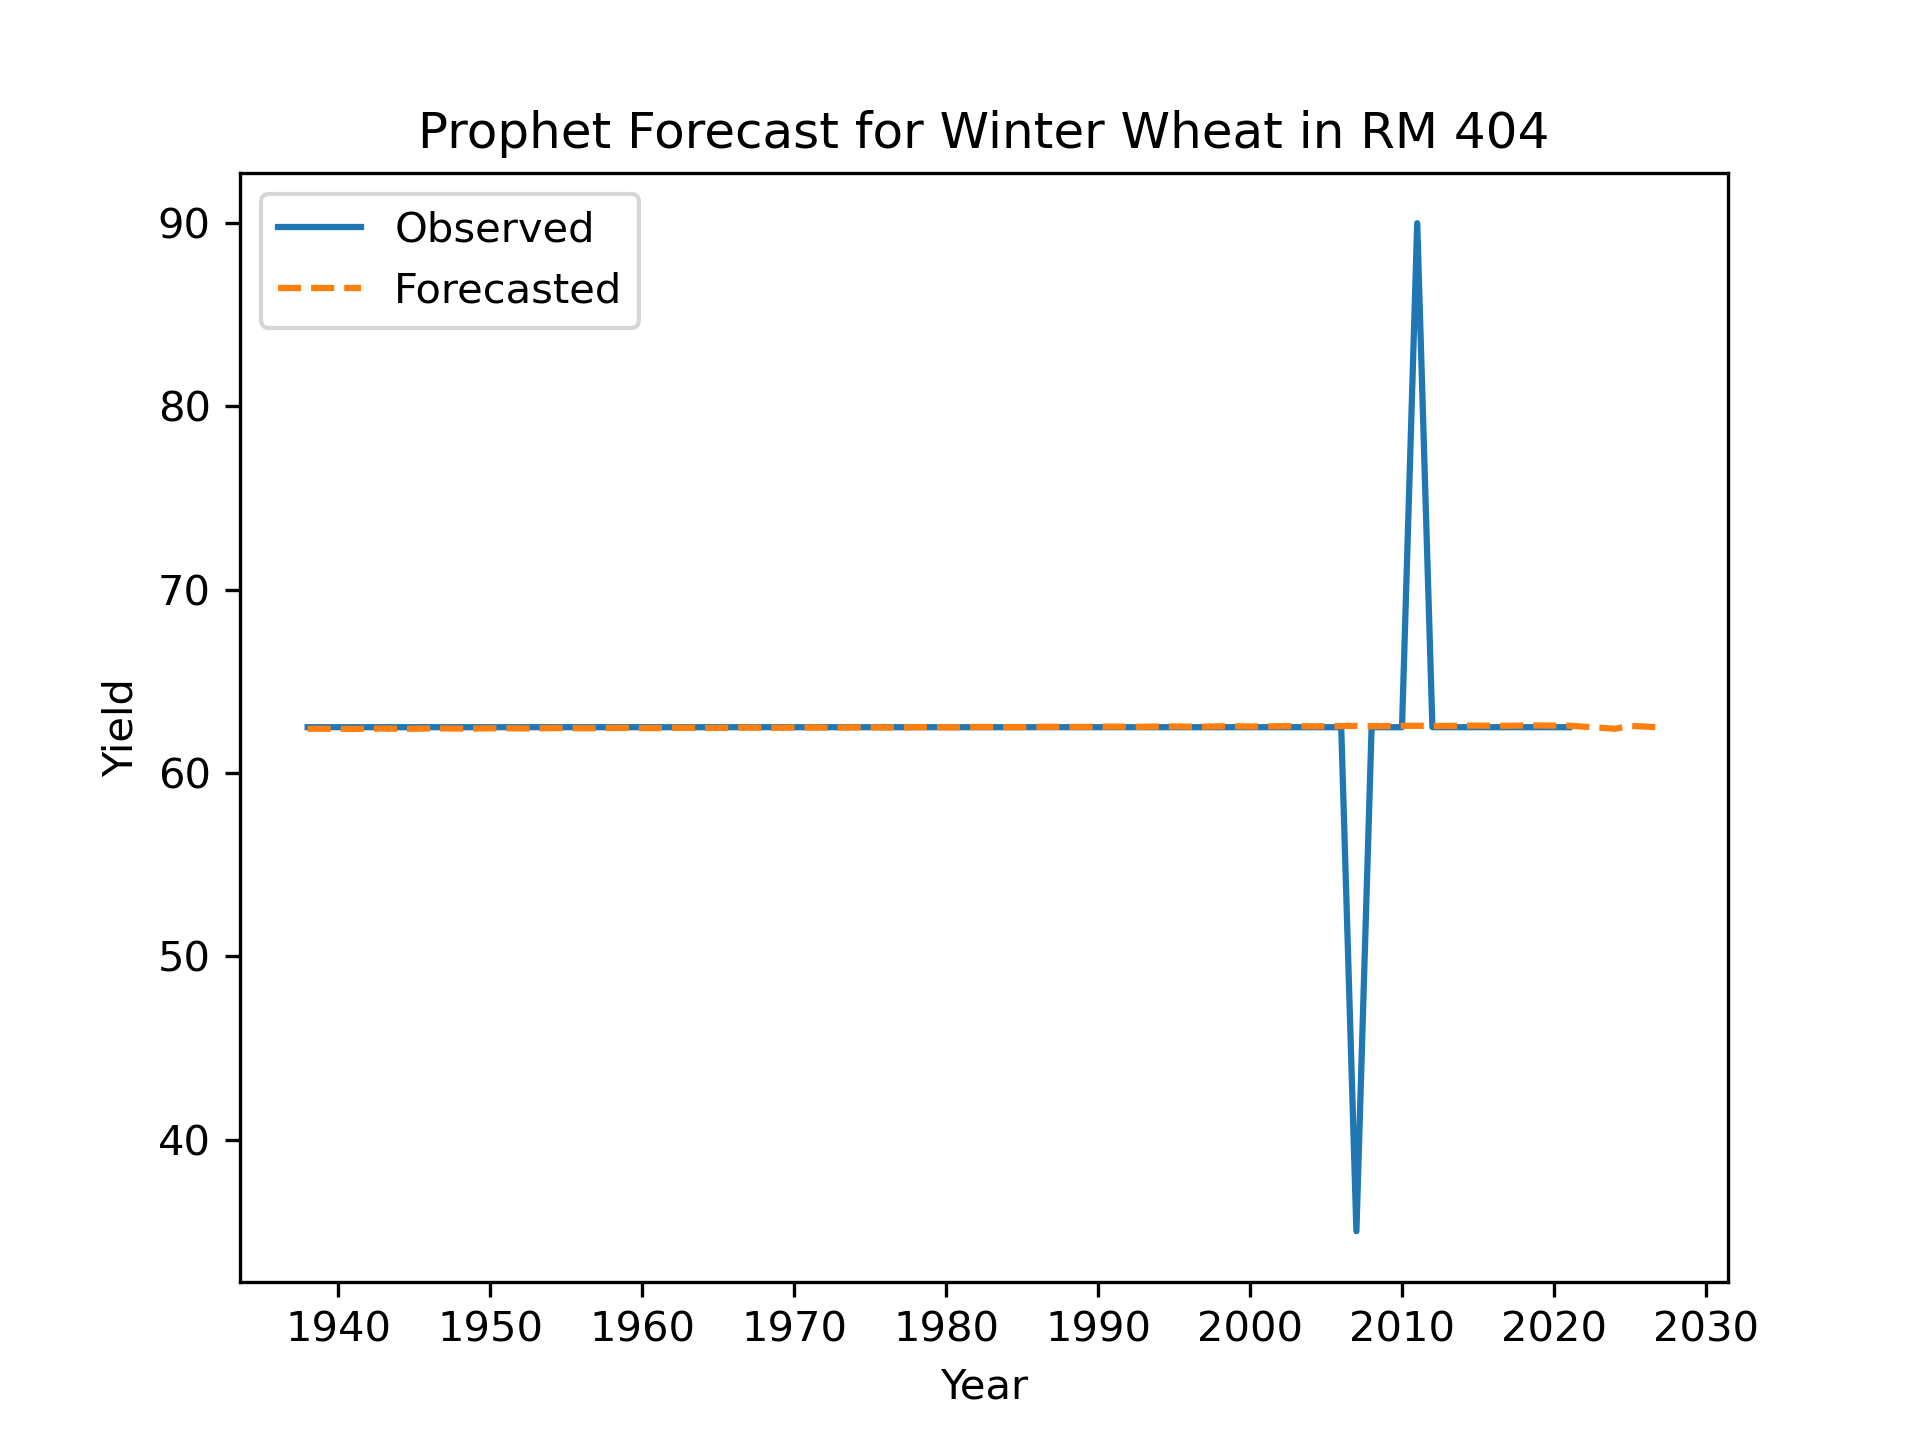 Prophet Forecast for Winter Wheat in RM 404
Observed
Forecasted
90
80
70
60
50
40
Yield
1940 1950 1960 1970 1980 1990 2000 2010 2020 2030
Year